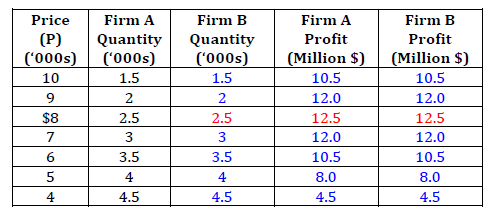 Price Firm A Firm B Firm A Firm B
(P) Quantity Quantity Profit Profit
(‘000s) (‘000s) (‘000s) (Million $) (Million $)
10 1.5 1.5 10.5 10.5
9 2 2 12.0 12.0
$8 2.5 2.5 12.5 12.5
7 3 3 12.0 12.0
6 3.5 3.5 10.5 10.5
5 4 4 8.0 8.0
4 4.5 4.5 4.5 4.5